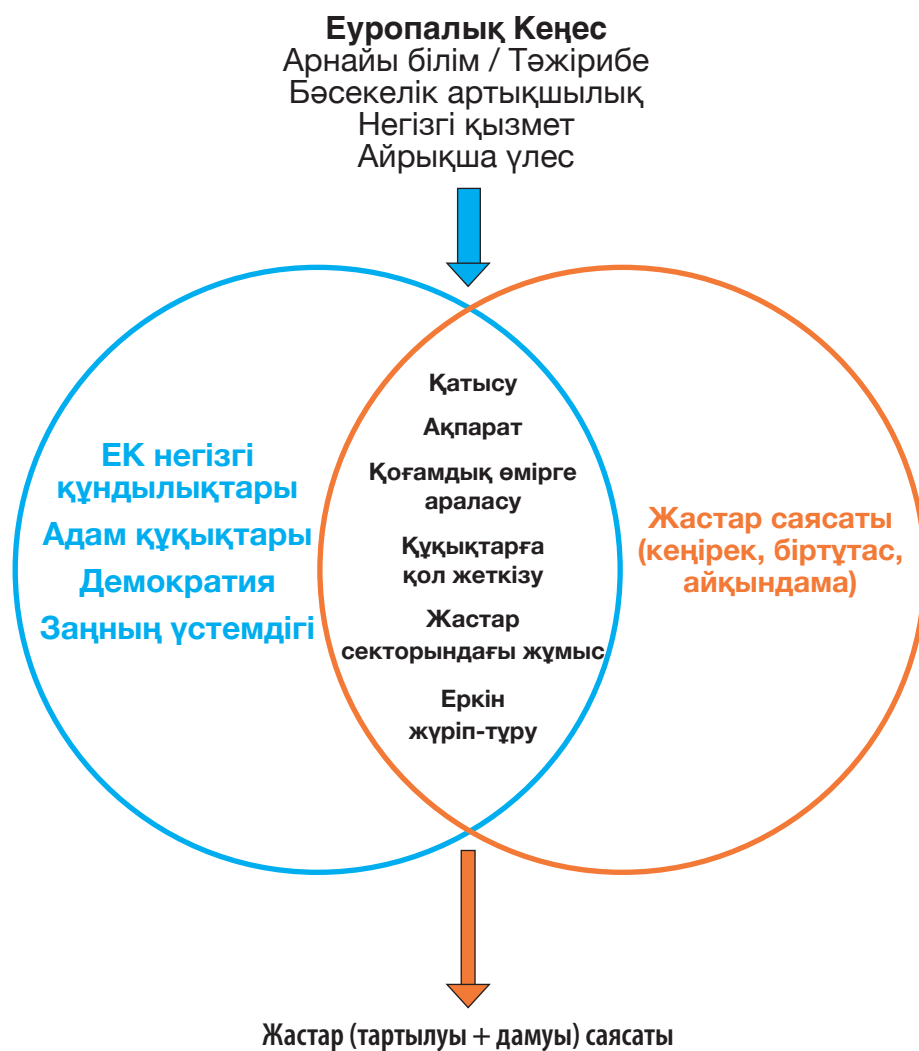 Еуропалық Кеңес
Арнайы білім / Тәжірибе
Бәсекелік артықшылық
Негізгі қызмет
Айрықша үлес
ЕК негізгі
құндылықтары
Адам құқықтары
Демократия
Заңның үстемдігі
Қатысу
Ақпарат
Қоғамдық өмірге
араласу
Құқықтарға
қол жеткізу
Жастар
секторындағы жұмыс
Еркін
жүріп-тұру
Жастар саясаты
(кеңірек, біртұтас,
айқындама)
Жастар (тартылуы + дамуы) саясаты